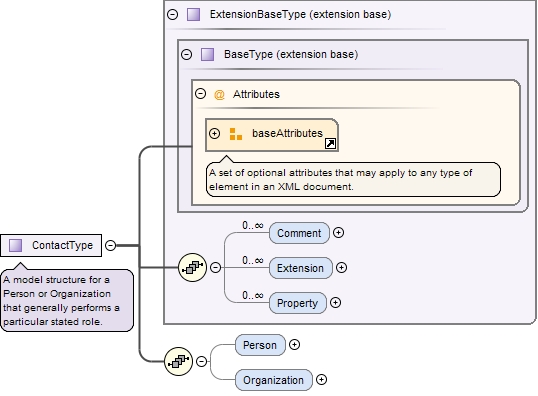 ExtensionBaseType (extension base)
BaseType (extension base)
@ Attributes
baseAttributes
A set of optional attributes that may apply to any type of
element in an XML document.
0..∞
Comment
ContactType
0..∞
Extension
A model structure for a
Person or Organization
that generally performs a
particular stated role.
0..∞
Property
Person
Organization